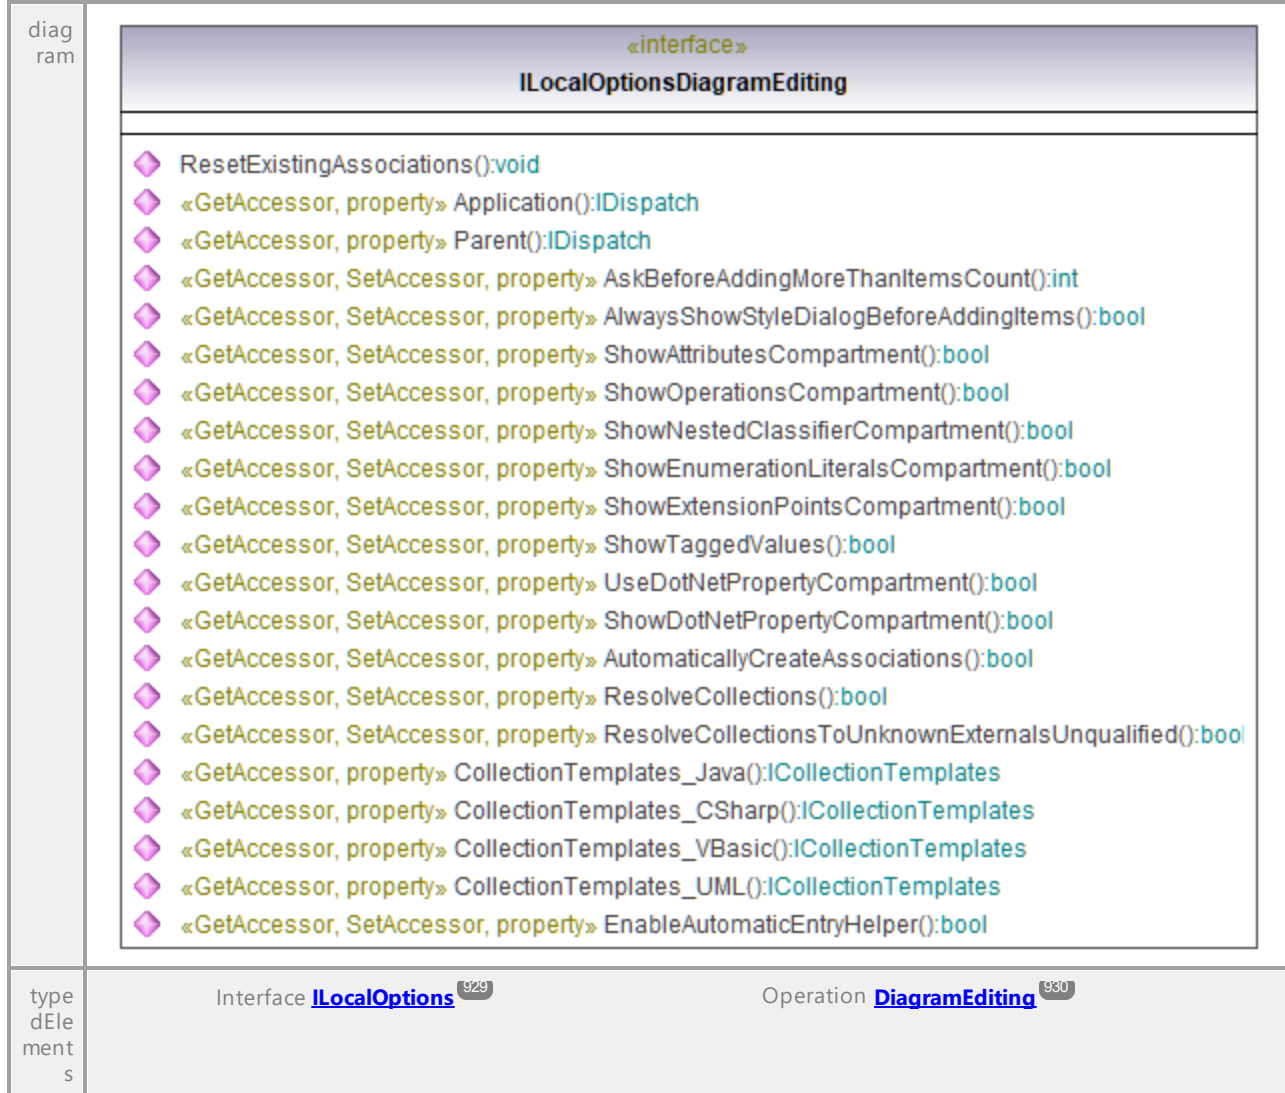 diag
ram
«interface»
ILocalOptionsDiagramEditing
ResetExistingAssociations():void
«GetAccessor, property» Application():IDispatch
«GetAccessor, property» Parent():IDispatch
«GetAccessor, SetAccessor, property» AskBeforeAddingMoreThanItemsCount():int
«GetAccessor, SetAccessor, property» AlwaysShowStyleDialogBeforeAddingItems():bool
«GetAccessor, SetAccessor, property» ShowAttributesCompartment():bool
«GetAccessor, SetAccessor, property» ShowOperationsCompartment():bool
«GetAccessor, SetAccessor, property» ShowNestedClassifierCompartment():bool
«GetAccessor, SetAccessor, property» ShowEnumerationLiteralsCompartment():bool
«GetAccessor, SetAccessor, property» ShowExtensionPointsCompartment():bool
«GetAccessor, SetAccessor, property» ShowTaggedValues():bool
«GetAccessor, SetAccessor, property» UseDotNetPropertyCompartment():bool
«GetAccessor, SetAccessor, property» ShowDotNetPropertyCompartment():bool
«GetAccessor, SetAccessor, property» AutomaticallyCreateAssociations():bool
«GetAccessor, SetAccessor, property» ResolveCollections():bool
«GetAccessor, SetAccessor, property» ResolveCollectionsToUnknownExternalsUnqualified():bool
«GetAccessor, property» CollectionTemplates_Java():ICollectionTemplates
«GetAccessor, property» CollectionTemplates_CSharp():ICollectionTemplates
«GetAccessor, property» CollectionTemplates_VBasic():ICollectionTemplates
«GetAccessor, property» CollectionTemplates_UML():ICollectionTemplates
«GetAccessor, SetAccessor, property» EnableAutomaticEntryHelper():bool
type
dEle
ment
s
Interface ILocalOptions 929
Operation DiagramEditing 930